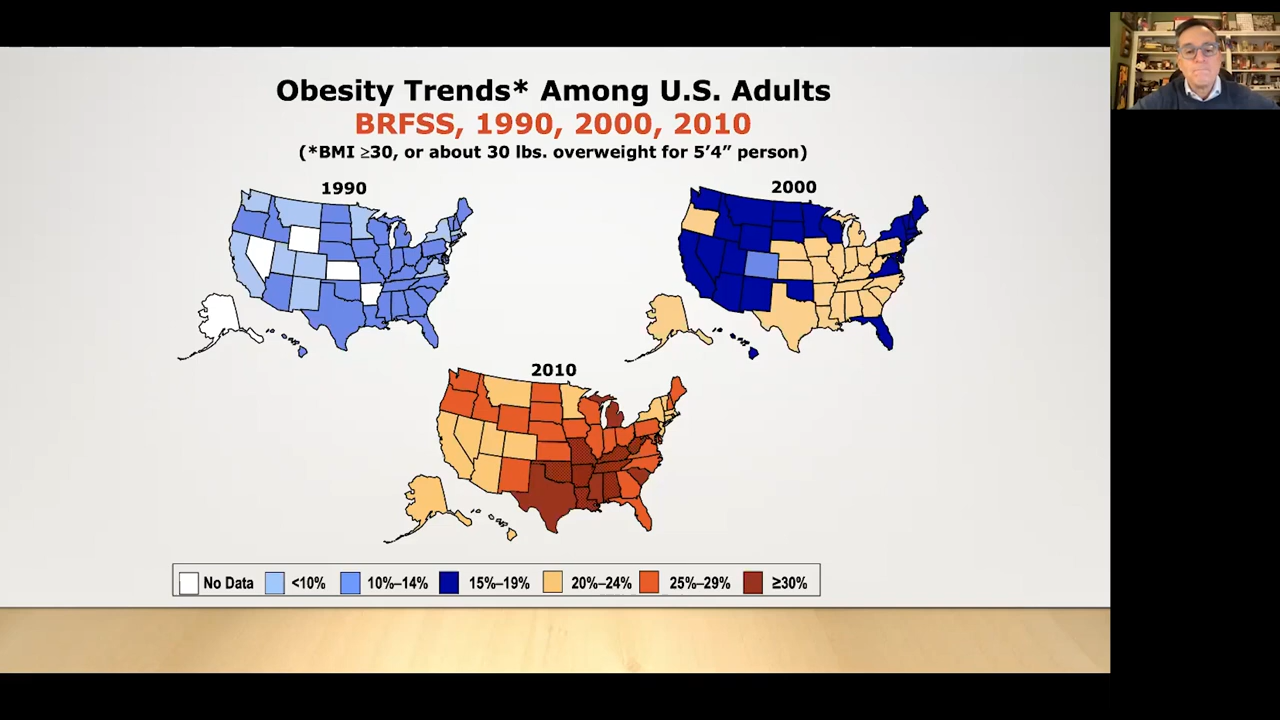 Obesity Trends* Among U.S. Adults
BRFSS, 1990, 2000, 2010
(*BMI ≥30, or about 30 lbs. overweight for 5’4” person)
1990
2000
2010
No Data <10% 10%–14% 15%–19% 20%–24% 25%–29% ≥30%